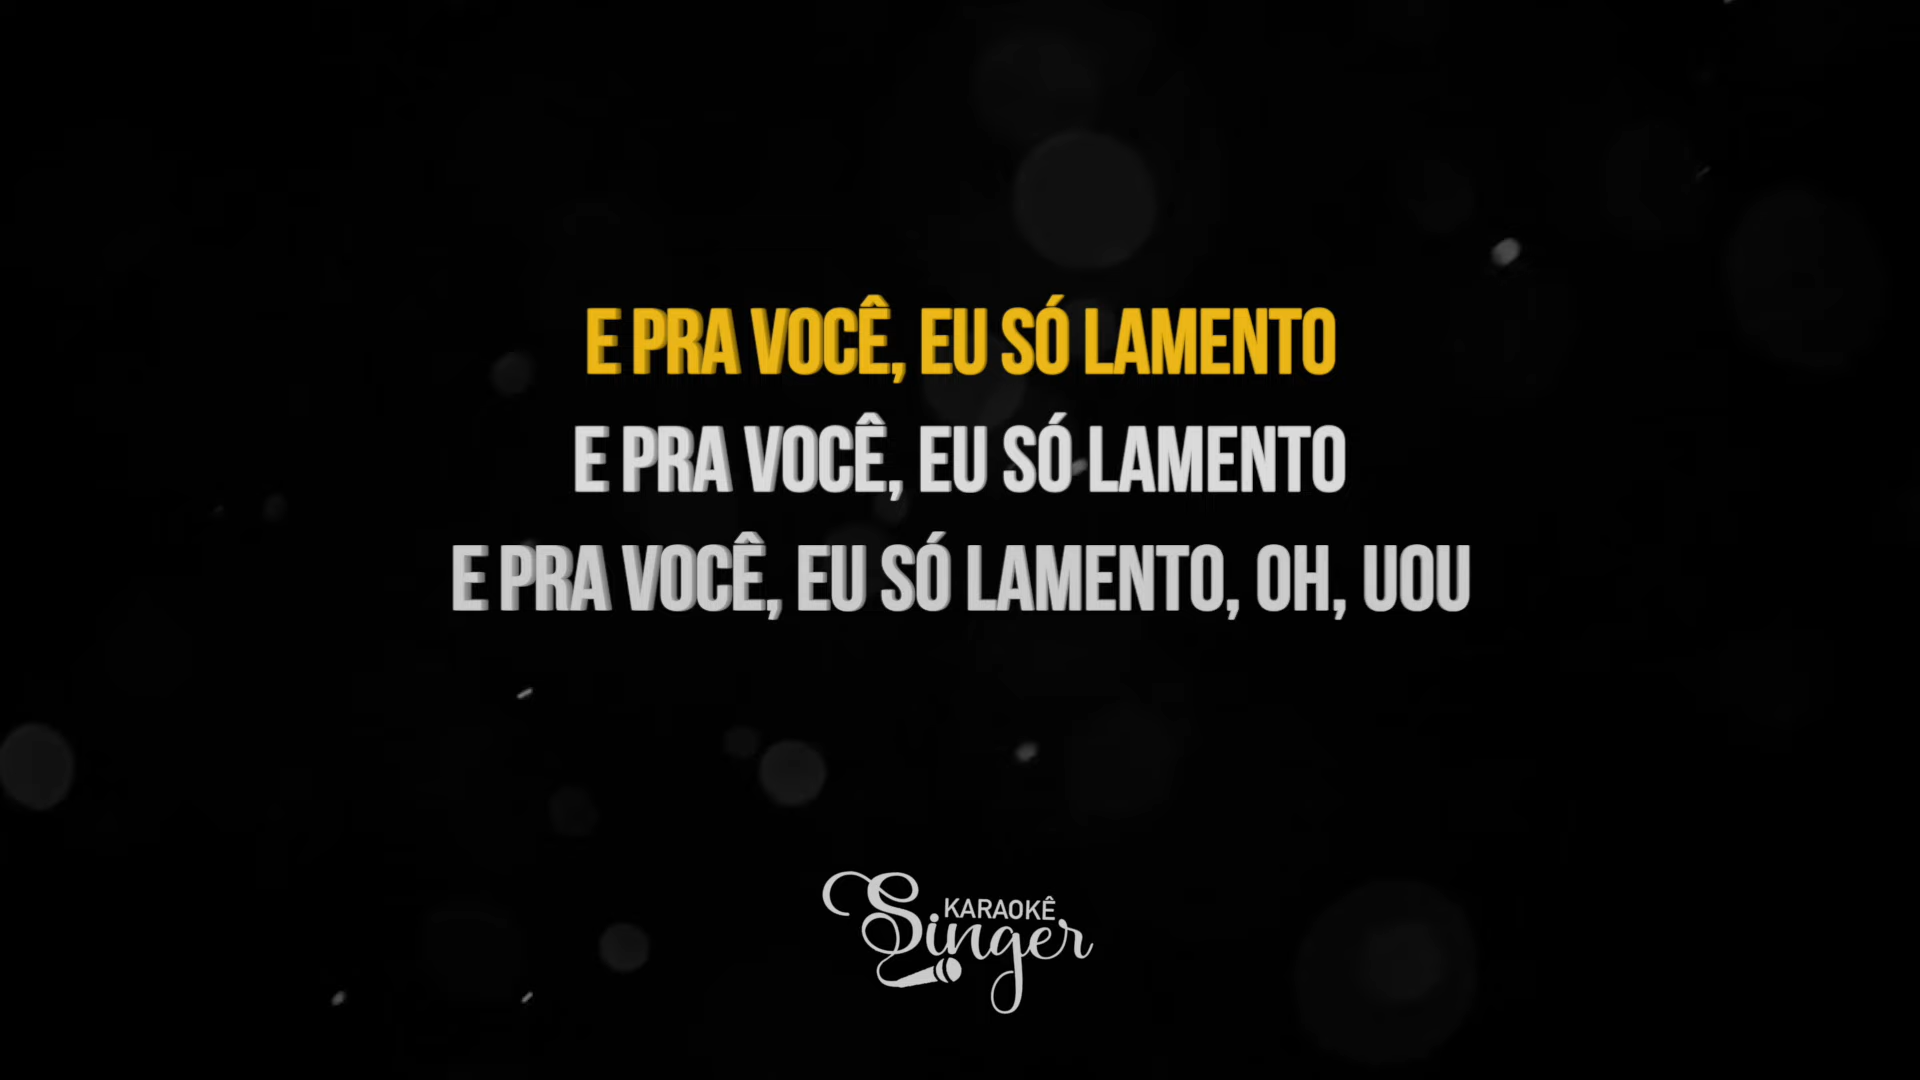 E PRA VOCÊ, EU SÓ LAMENTO
E PRA VOCÊ, EU SÓ LAMENTO
E PRA VOCÊ, EU SÓ LAMENTO, OH, UOU
KARAOKÊ
Singer